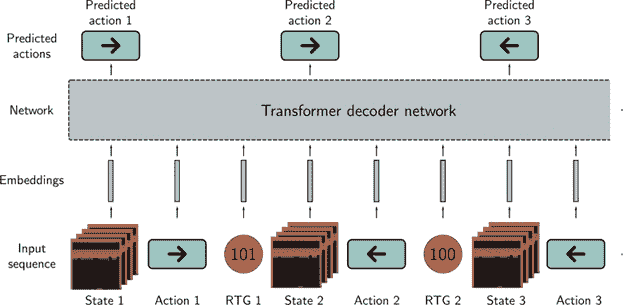 Predicted action 1
Predicted action 2
Predicted action 3
Predicted actions
Network
Transformer decoder network
Embeddings
Input sequence
101
100
State 1
Action 1
RTG 1
State 2
Action 2
RTG 2
State 3
Action 3